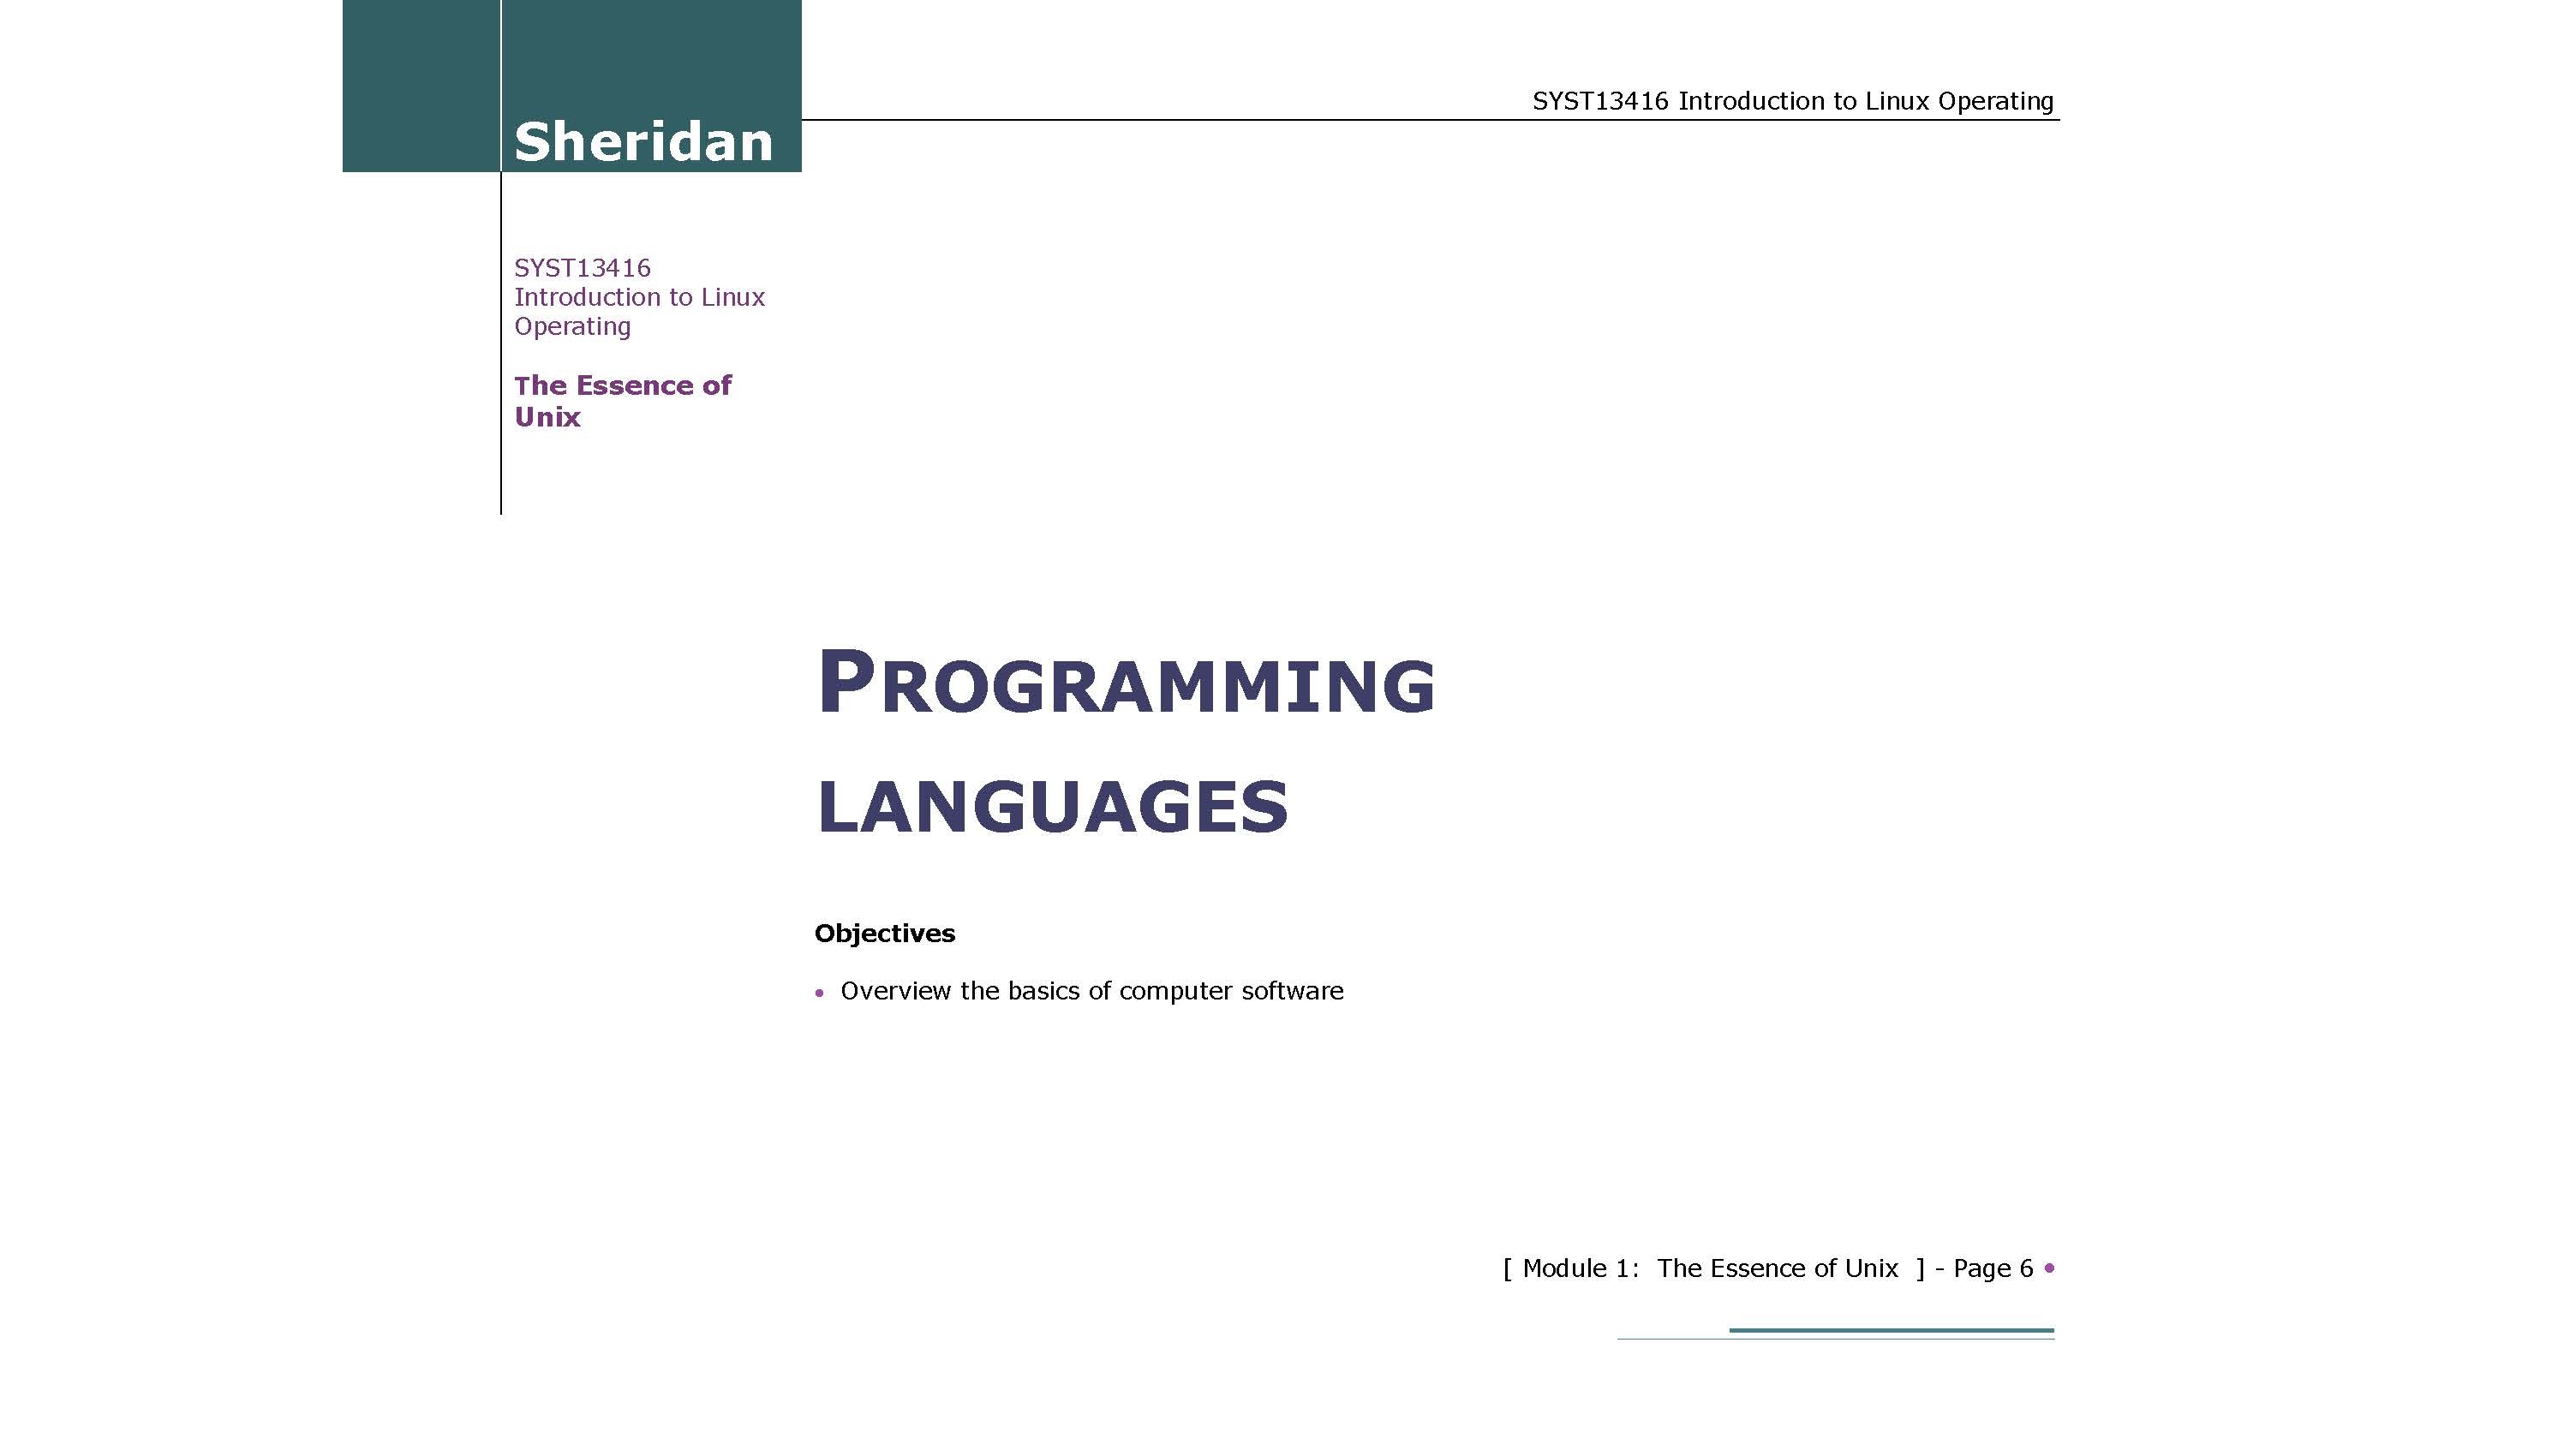 SYST13416 Introduction to Linux Operating
Sheridan
SYST13416
Introduction to Linux
Operating
The Essence of
Unix
PROGRAMMING
LANGUAGES
Objectives
• Overview the basics of computer software
[ Module 1: The Essence of Unix ] - Page 6 •